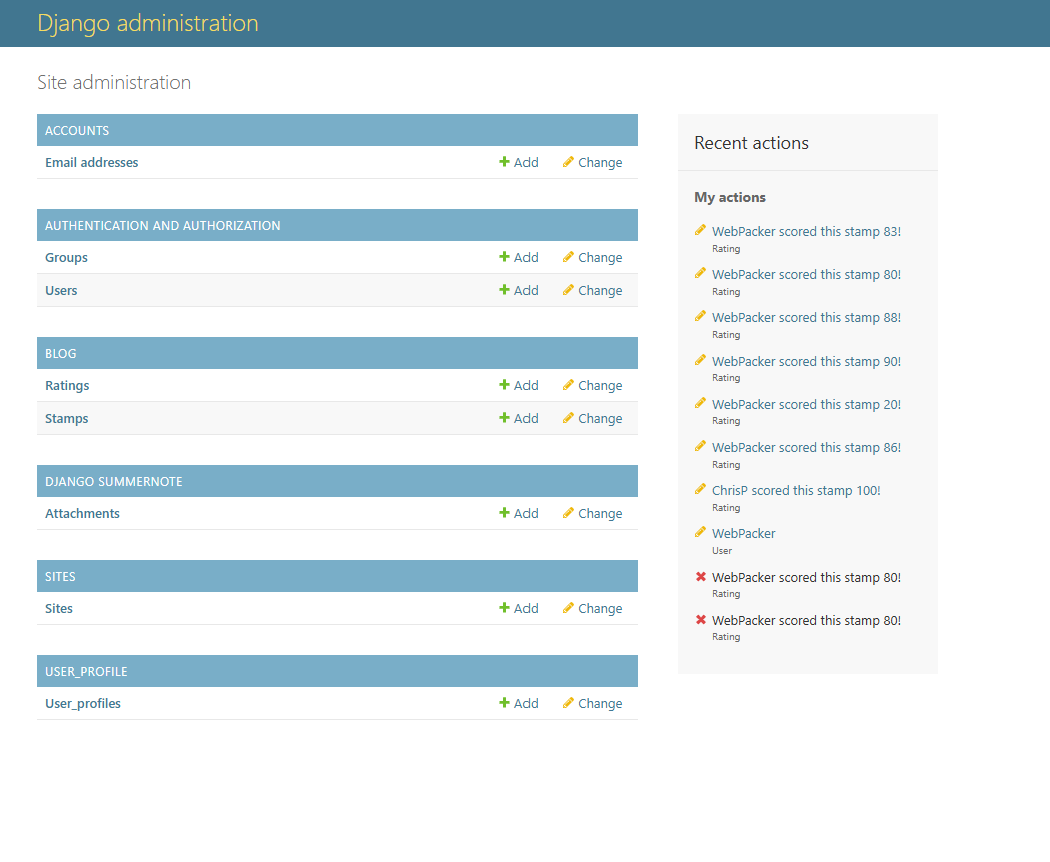 Django administration
Site administration
ACCOUNTS
Email addresses Add Change
AUTHENTICATION AND AUTHORIZATION
Groups Add Change
Users Add Change
BLOG
Ratings Add Change
Stamps Add Change
DJANGO SUMMERNOTE
Attachments Add Change
SITES
Sites Add Change
USER_PROFILE
User_profiles Add Change
Recent actions
My actions
WebPacker scored this stamp 83!
Rating
WebPacker scored this stamp 80!
Rating
WebPacker scored this stamp 88!
Rating
WebPacker scored this stamp 90!
Rating
WebPacker scored this stamp 20!
Rating
WebPacker scored this stamp 86!
Rating
ChrisP scored this stamp 100!
Rating
WebPacker
User
WebPacker scored this stamp 80!
Rating
WebPacker scored this stamp 80!
Rating